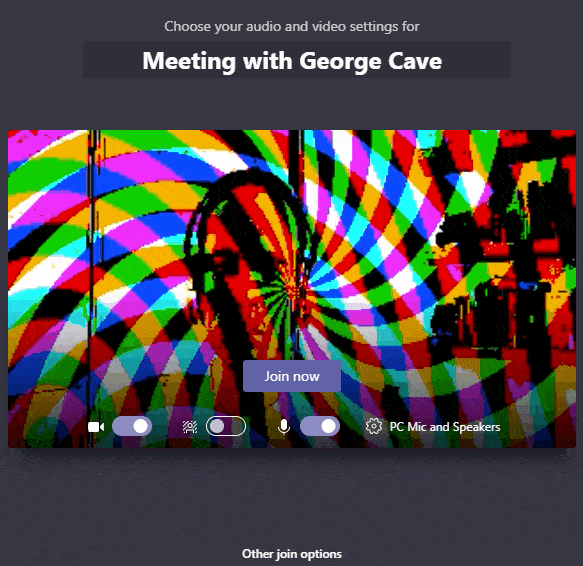 Choose your audio and video settings for
Meeting with George Cave
Join now
PC Mic and Speakers
Other join options